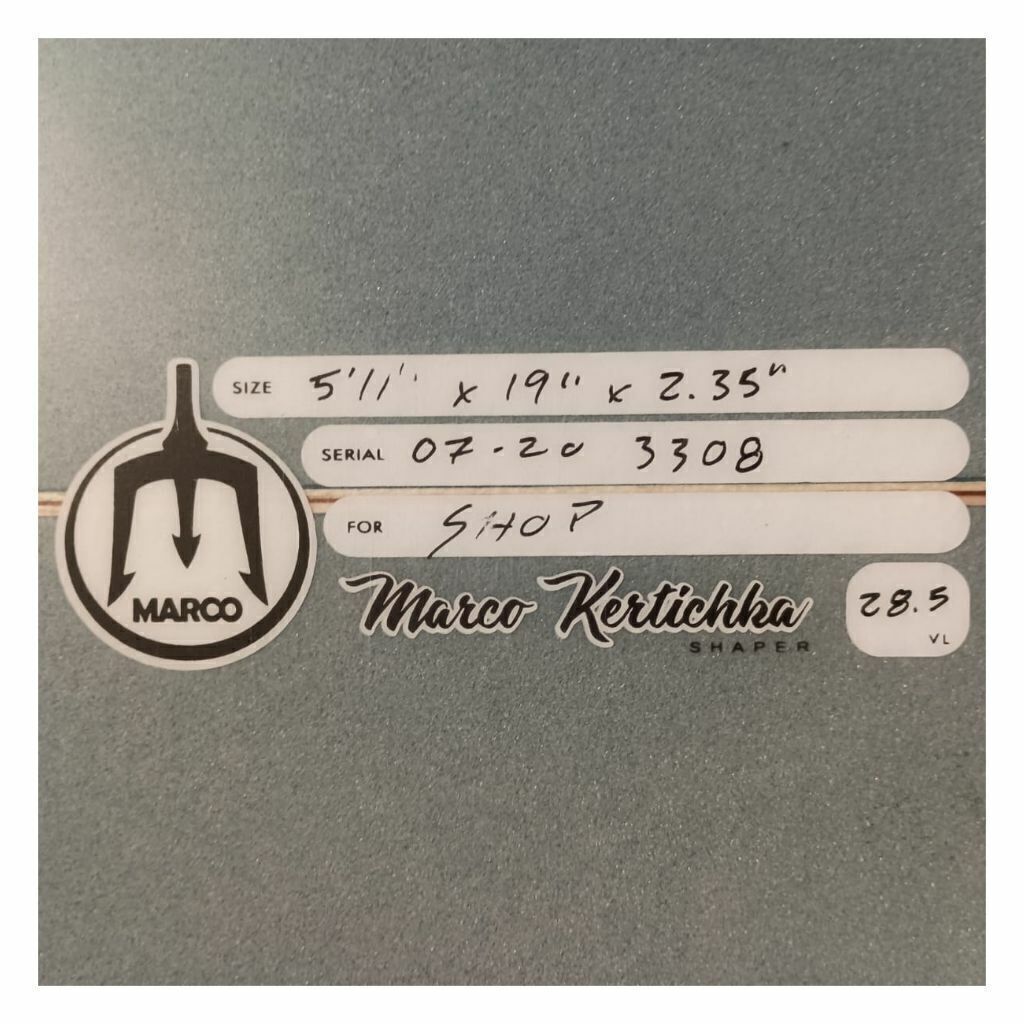 SIZE 5'11'' x 19" x 2.35"
SERIAL 07-20 3308
FOR SHOP
MARCO
Marco Kertichka
SHAPER
28.5
VL